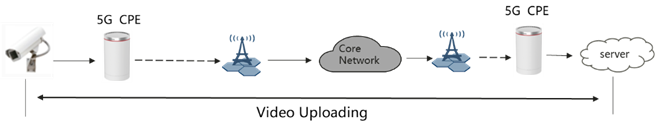 5G CPE
5G CPE
Core
Network
server
Video Uploading